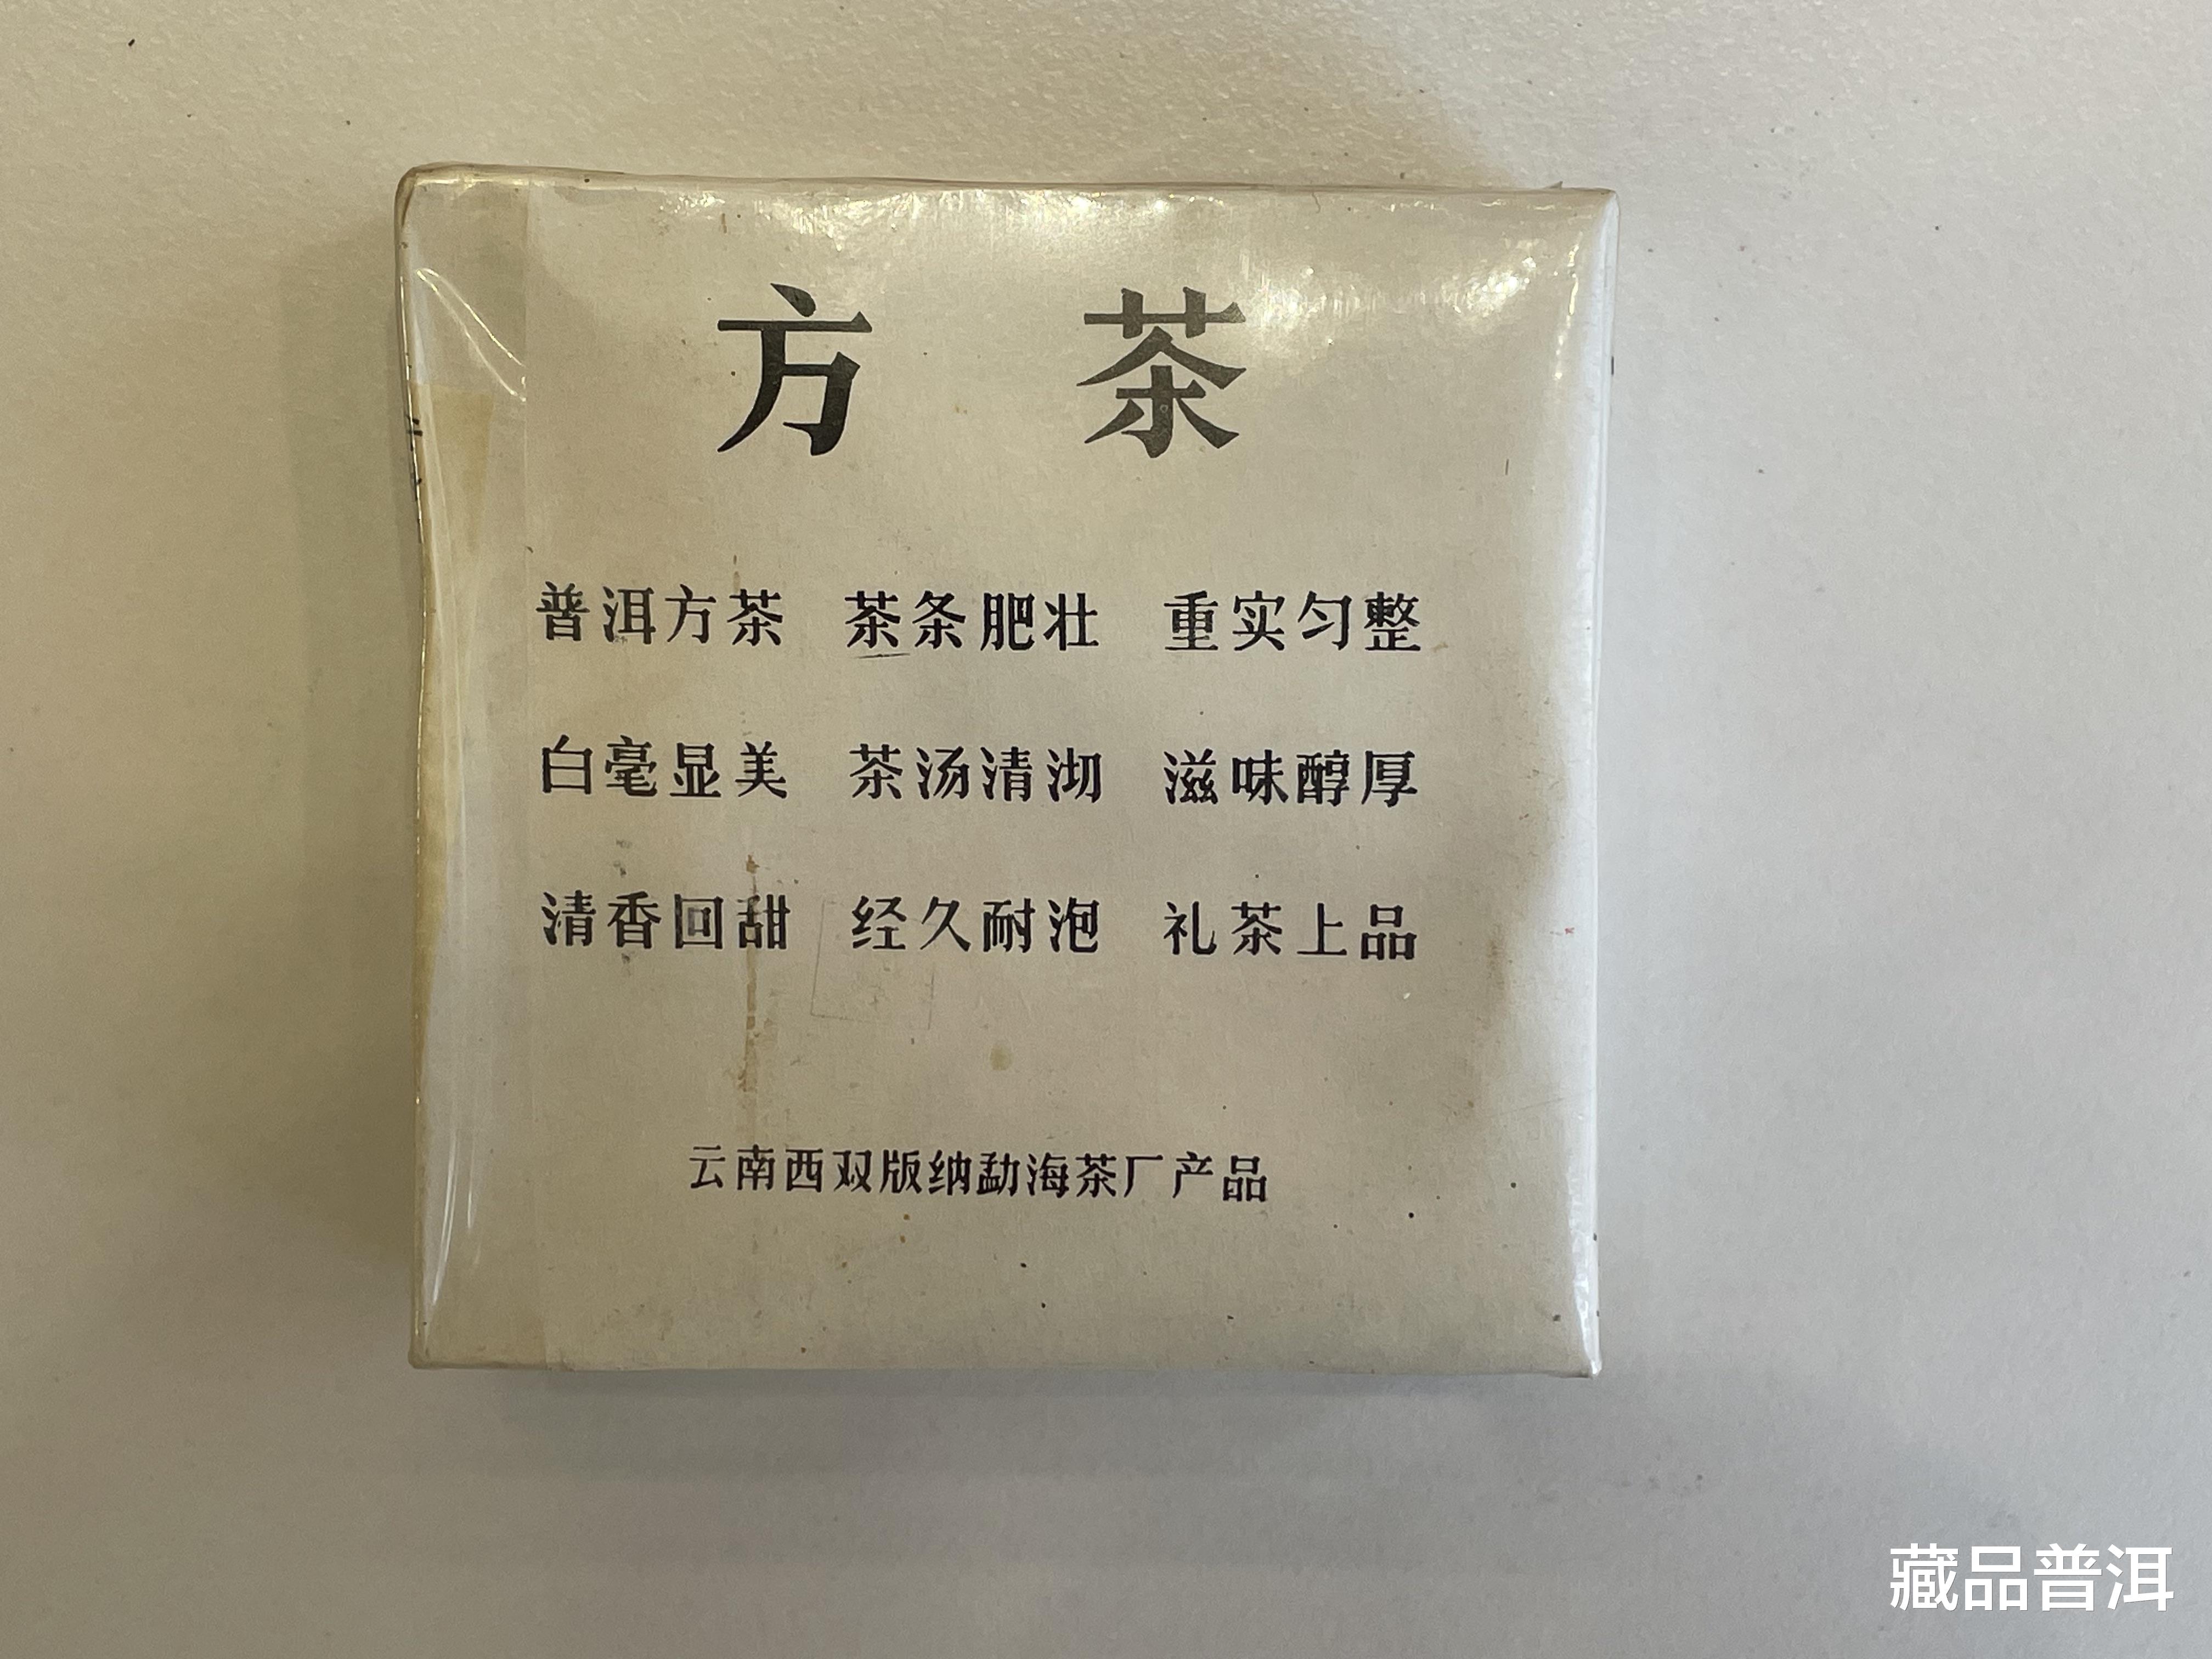 方 茶
普洱方茶 茶条肥壮 重实匀整
白毫显美 茶汤清沏 滋味醇厚
清香回甜 经久耐泡 礼茶上品
云南西双版纳勐海茶厂产品
藏品普洱